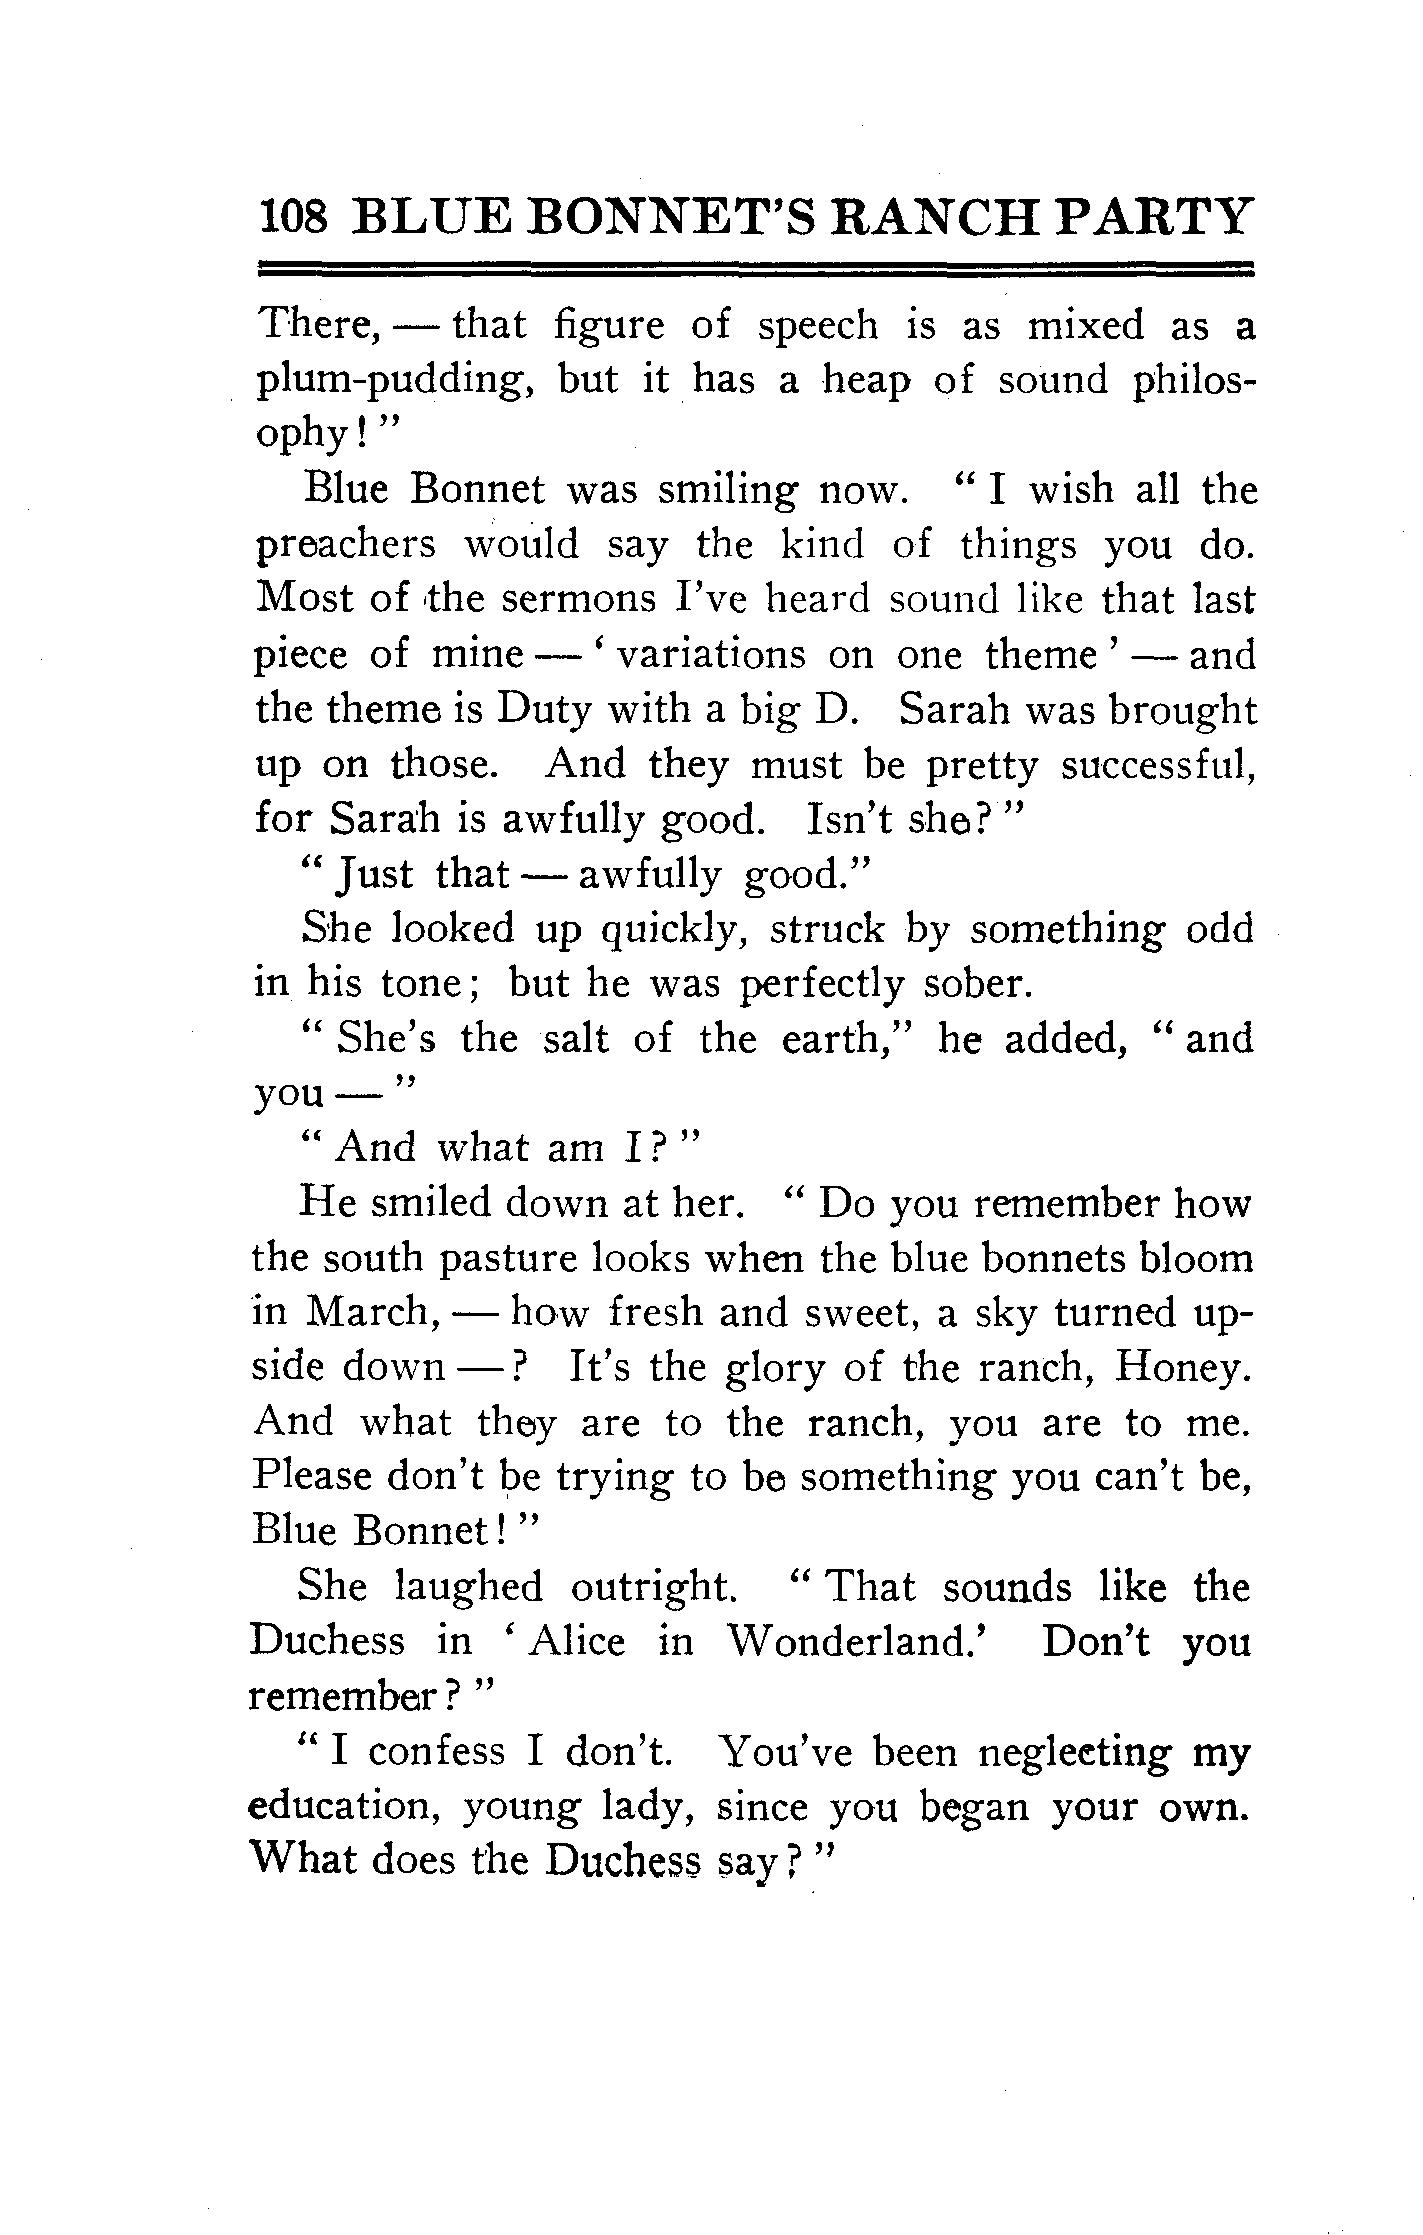 108 BLUE BONNET'S RANCH PARTY
There, — that figure of speech is as mixed as a
plum-pudding, but it has a heap of sound philos-
ophy! "
Blue Bonnet was smiling now. " I wish all the
preachers would say the kind of things you do.
Most of the sermons I've heard sound like that last
piece of mine — ' variations on one theme ' — and
the theme is Duty with a big D. Sarah was brought
up on those. And they must be pretty successful,
for Sarah is awfully good. Isn't she? "
" Just that — awfully good."
She looked up quickly, struck by something odd
in his tone; but he was perfectly sober.
" She's the salt of the earth," he added, " and
you — "
" And what am I? "
He smiled down at her. " Do you remember how
the south pasture looks when the blue bonnets bloom
in March, — how fresh and sweet, a sky turned up-
side down — ? It's the glory of the ranch, Honey.
And what they are to the ranch, you are to me.
Please don't be trying to be something you can't be,
Blue Bonnet! "
She laughed outright. " That sounds like the
Duchess in ' Alice in Wonderland.' Don't you
remember? "
" I confess I don't. You've been neglecting my
education, young lady, since you began your own.
What does the Duchess say? "